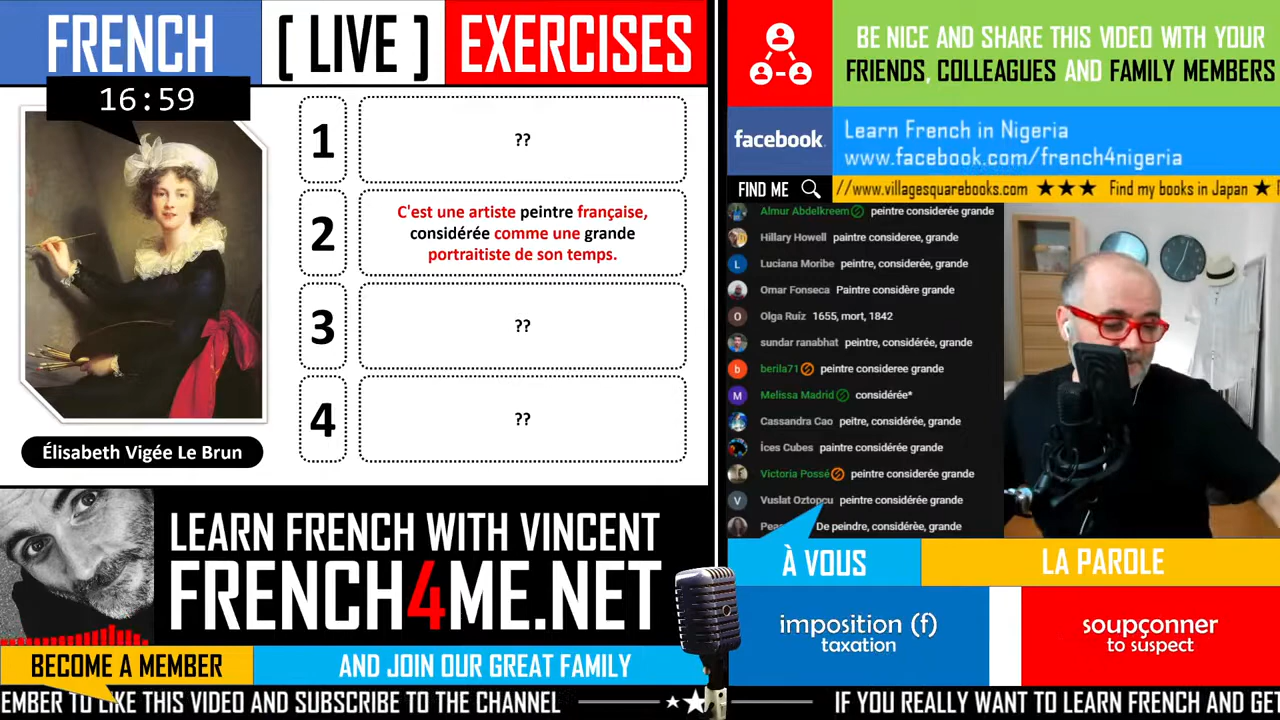 FRENCH
[ LIVE ]
EXERCISES
16:59
Élisabeth Vigée Le Brun
1
??
2
C'est une artiste peintre française,
considérée comme une grande
portraitiste de son temps.
3
??
4
??
LEARN FRENCH WITH VINCENT
FRENCH4ME.NET
BECOME A MEMBER
AND JOIN OUR GREAT FAMILY
EMBER TO LIKE THIS VIDEO AND SUBSCRIBE TO THE CHANNEL
IF YOU REALLY WANT TO LEARN FRENCH AND GET
BE NICE AND SHARE THIS VIDEO WITH YOUR
FRIENDS, COLLEAGUES AND FAMILY MEMBERS
facebook.
Learn French in Nigeria
www.facebook.com/french4nigeria
FIND ME
//www.villagesquarebooks.com ★★★ Find my books in Japan ★
Almur Abdelkreem peintre considerée grande
Hillary Howell paintre consideree, grande
Luciana Moribe peintre, considerée, grande
Omar Fonseca Paintre considère grande
Olga Ruíz 1655, mort, 1842
sundar ranabhat peintre, considérée, grande
berila71 peintre consideree grande
Melissa Madrid considérée*
Cassandra Cao peitre, considérée, grande
İces Cubes paintre considérée grande
Victoria Possé peintre considerée grande
Vuslat Oztopcu peintre considérée grande
De peindre, considérèe, grande
À VOUS
LA PAROLE
imposition (f)
taxation
soupçonner
to suspect